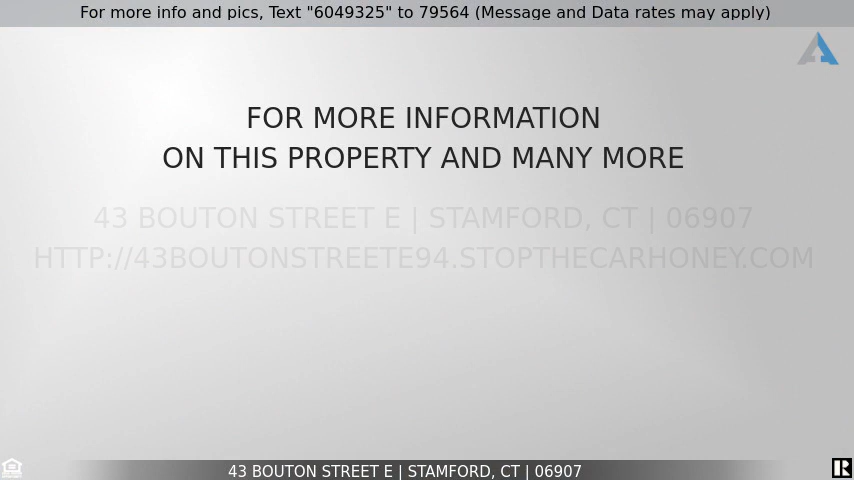 For more info and pics, Text "6049325" to 79564 (Message and Data rates may apply)
FOR MORE INFORMATION
ON THIS PROPERTY AND MANY MORE
43 BOUTON STREET E | STAMFORD, CT | 06907
HTTP://43BOUTONSTREETE94.STOPTHECARHONEY.COM
43 BOUTON STREET E | STAMFORD, CT | 06907